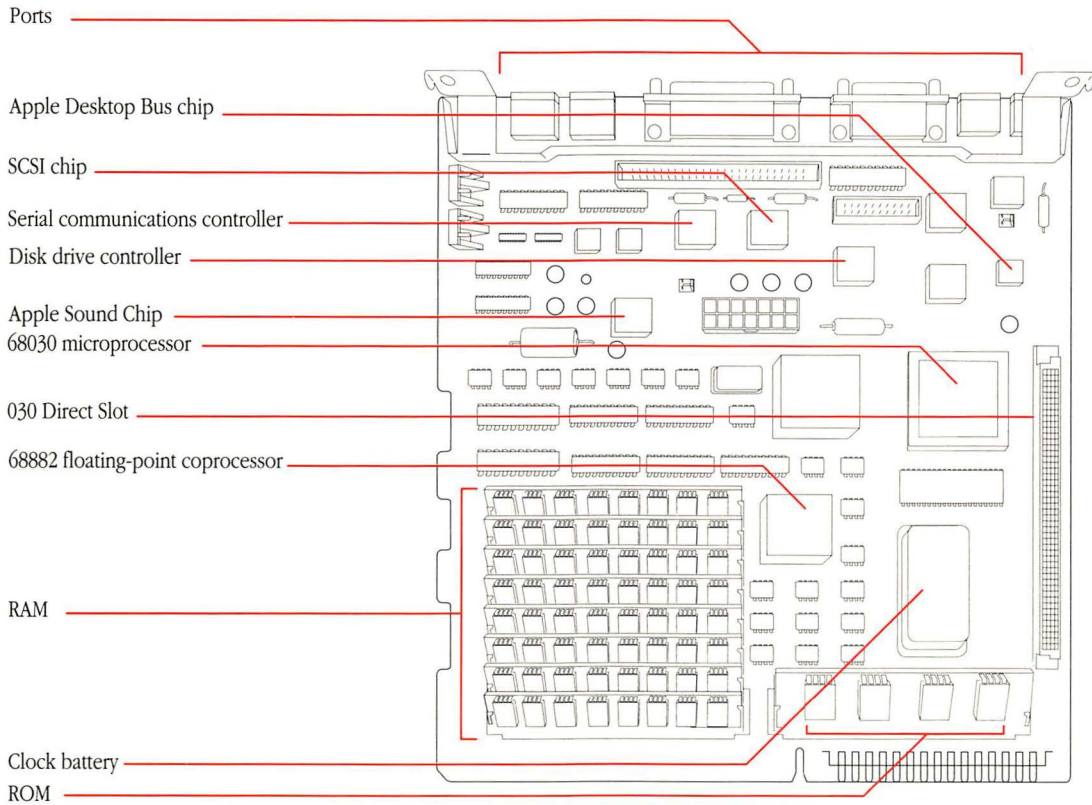 Ports
Apple Desktop Bus chip
SCSI chip
Serial communications controller
Disk drive controller
Apple Sound Chip
68030 microprocessor
030 Direct Slot
68882 floating-point coprocessor
RAM
Clock battery
ROM